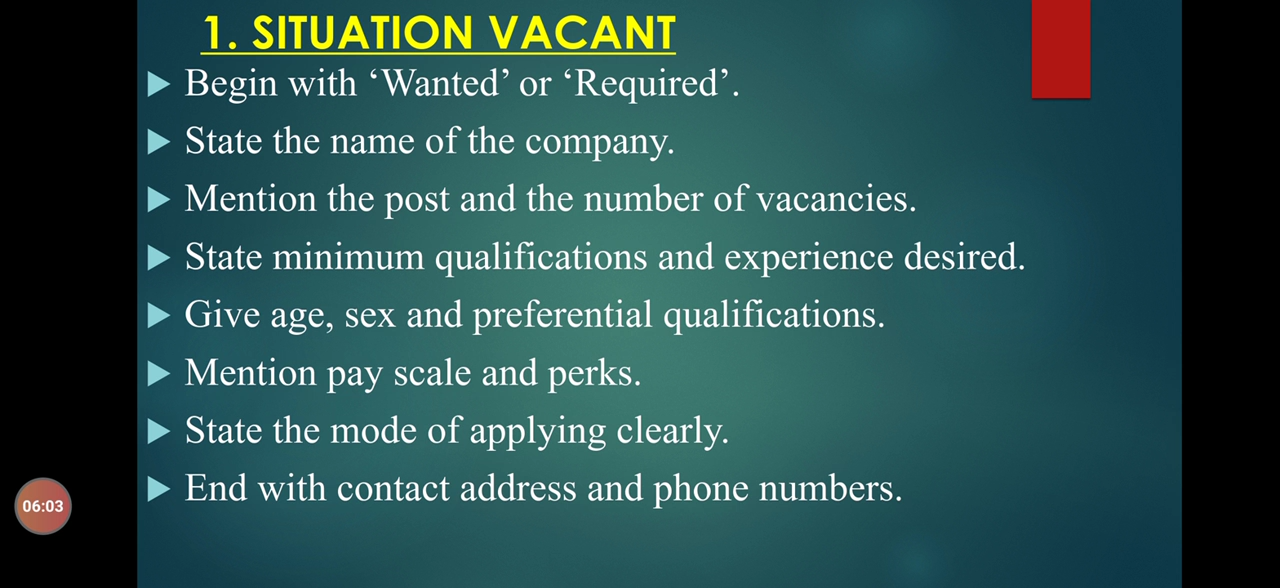 1. SITUATION VACANT
Begin with ‘Wanted’ or ‘Required’.
State the name of the company.
Mention the post and the number of vacancies.
State minimum qualifications and experience desired.
Give age, sex and preferential qualifications.
Mention pay scale and perks.
State the mode of applying clearly.
End with contact address and phone numbers.
06:03